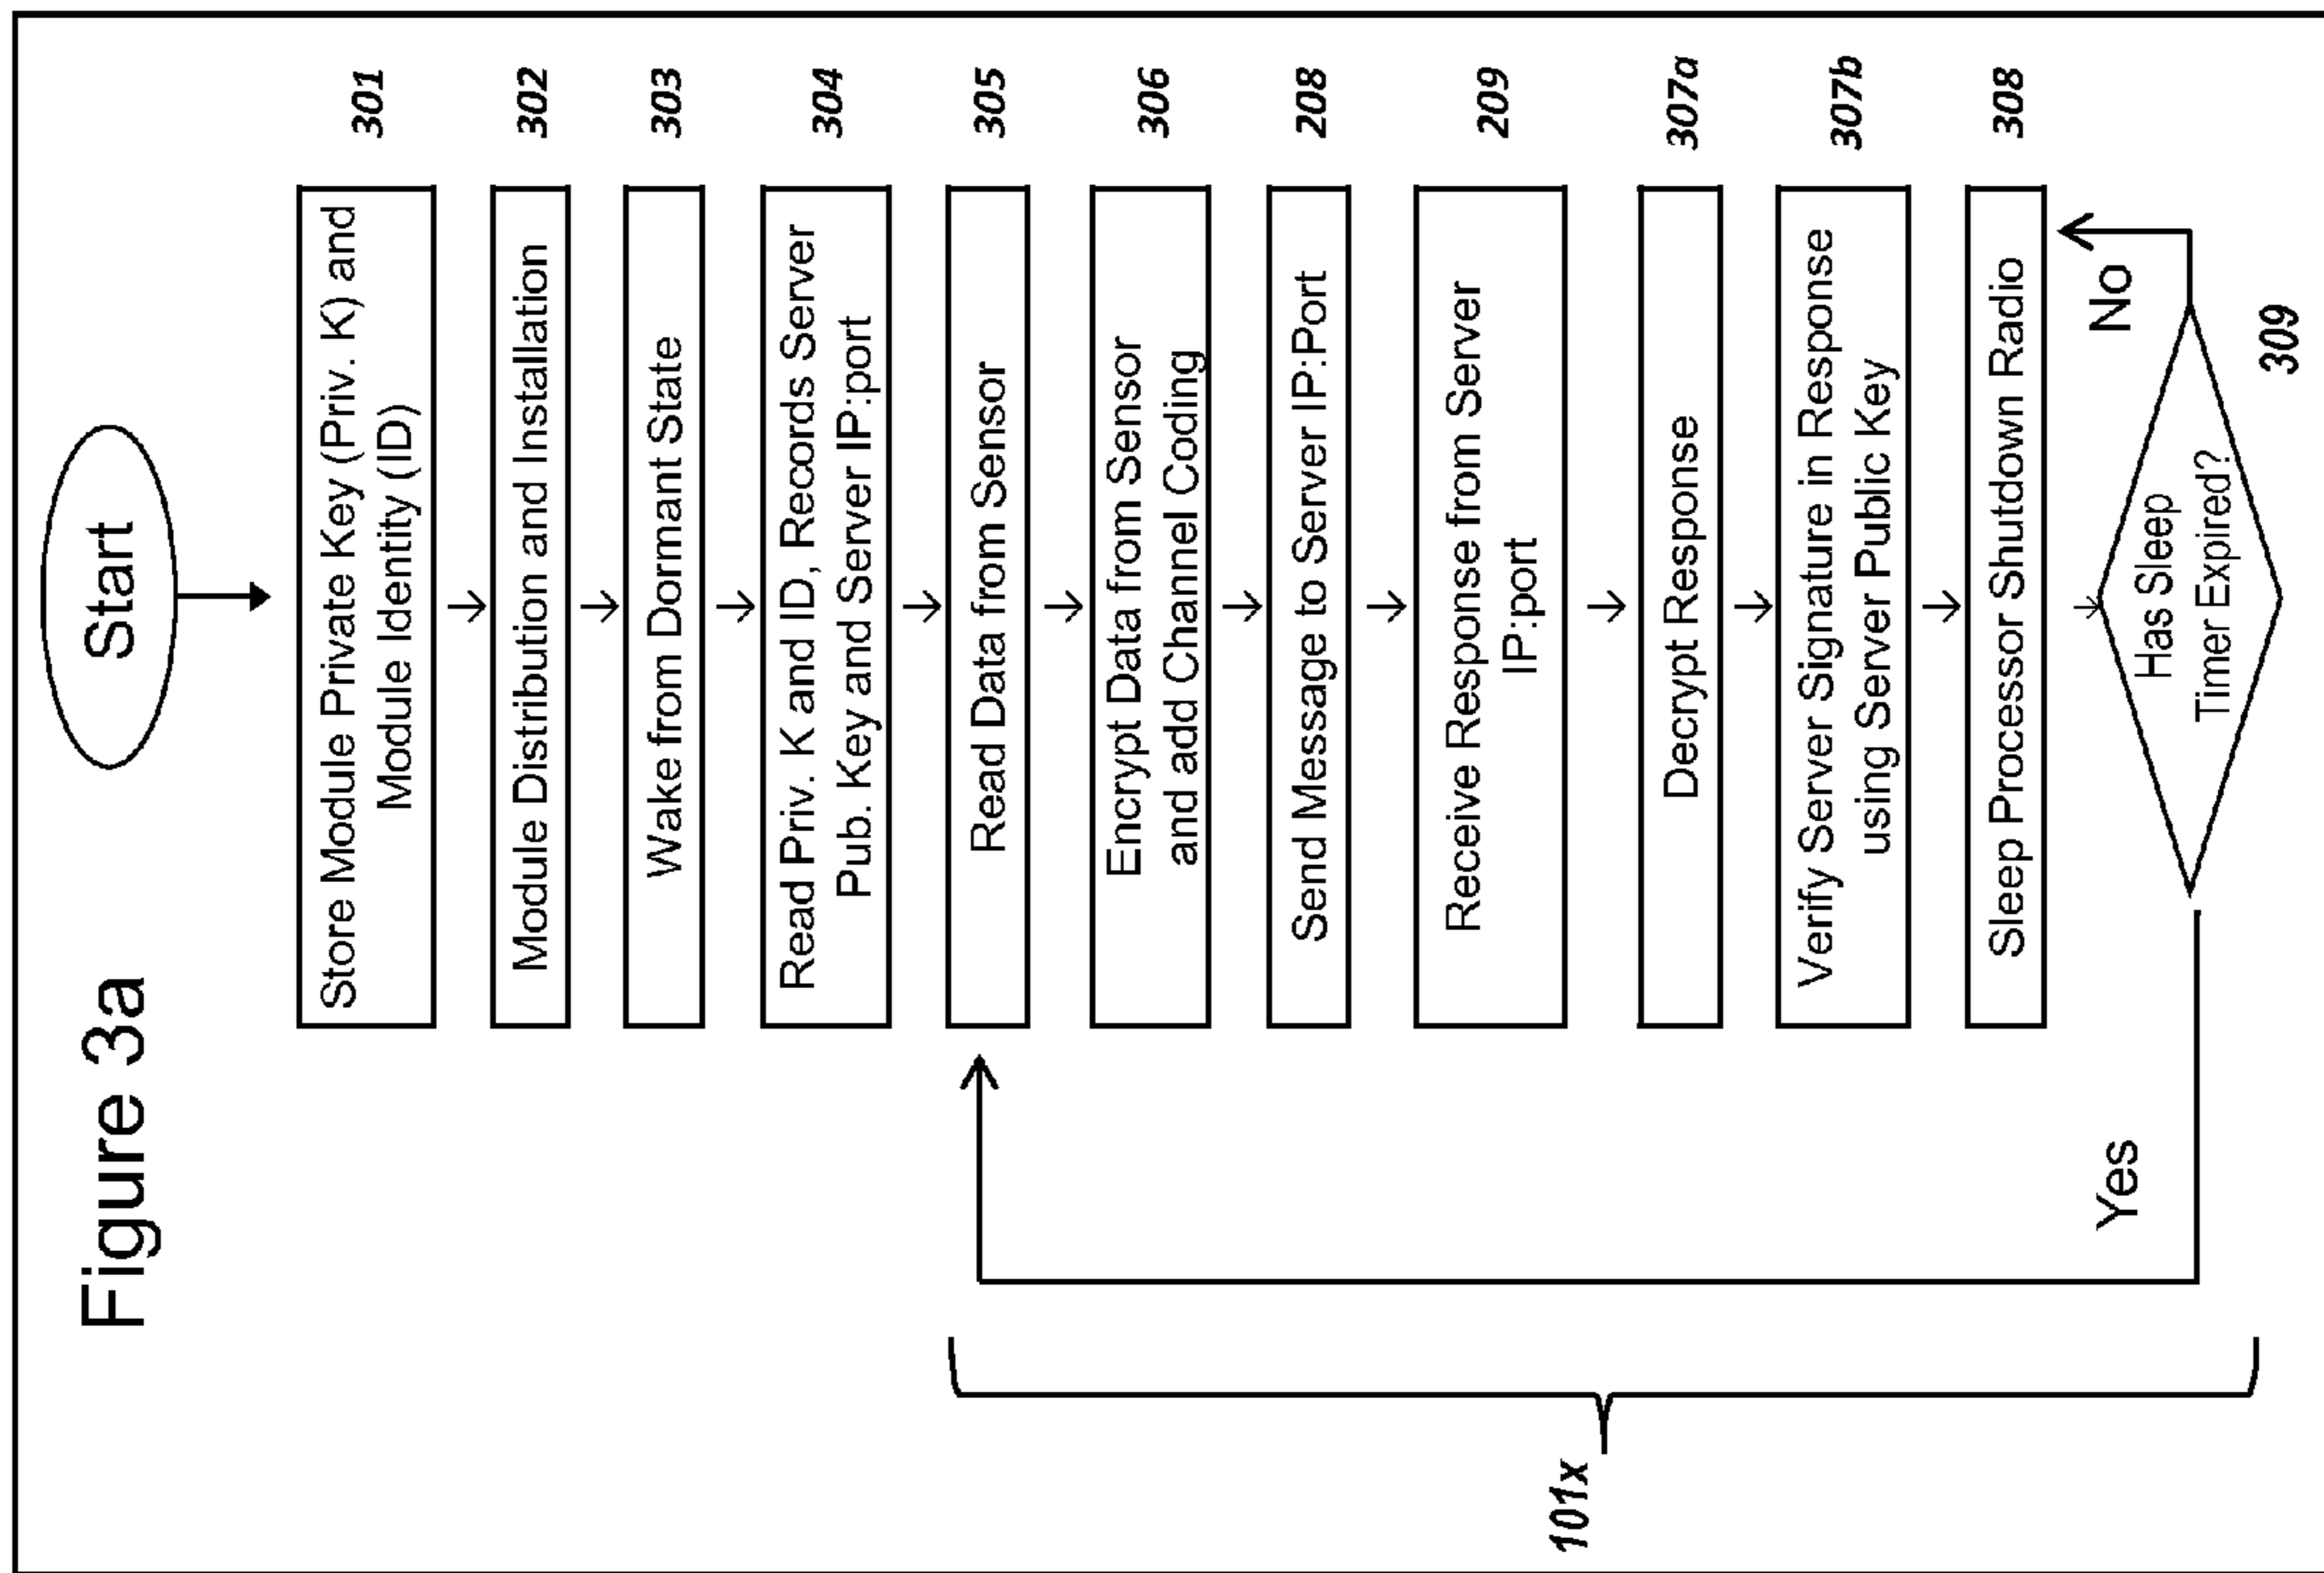 Figure 3a
Start
Store Module Private Key (Priv. K) and
Module Identity (ID)
301
Module Distribution and Installation
302
Wake from Dormant State
303
Read Priv. K and ID, Records Server
Pub. Key and Server IP:port
304
Read Data from Sensor
305
Encrypt Data from Sensor
and add Channel Coding
306
Send Message to Server IP:Port
208
Receive Response from Server
IP:port
209
Decrypt Response
307a
Verify Server Signature in Response
using Server Public Key
307b
Sleep Processor Shutdown Radio
308
Has Sleep
Timer Expired?
Yes
No
309
101x